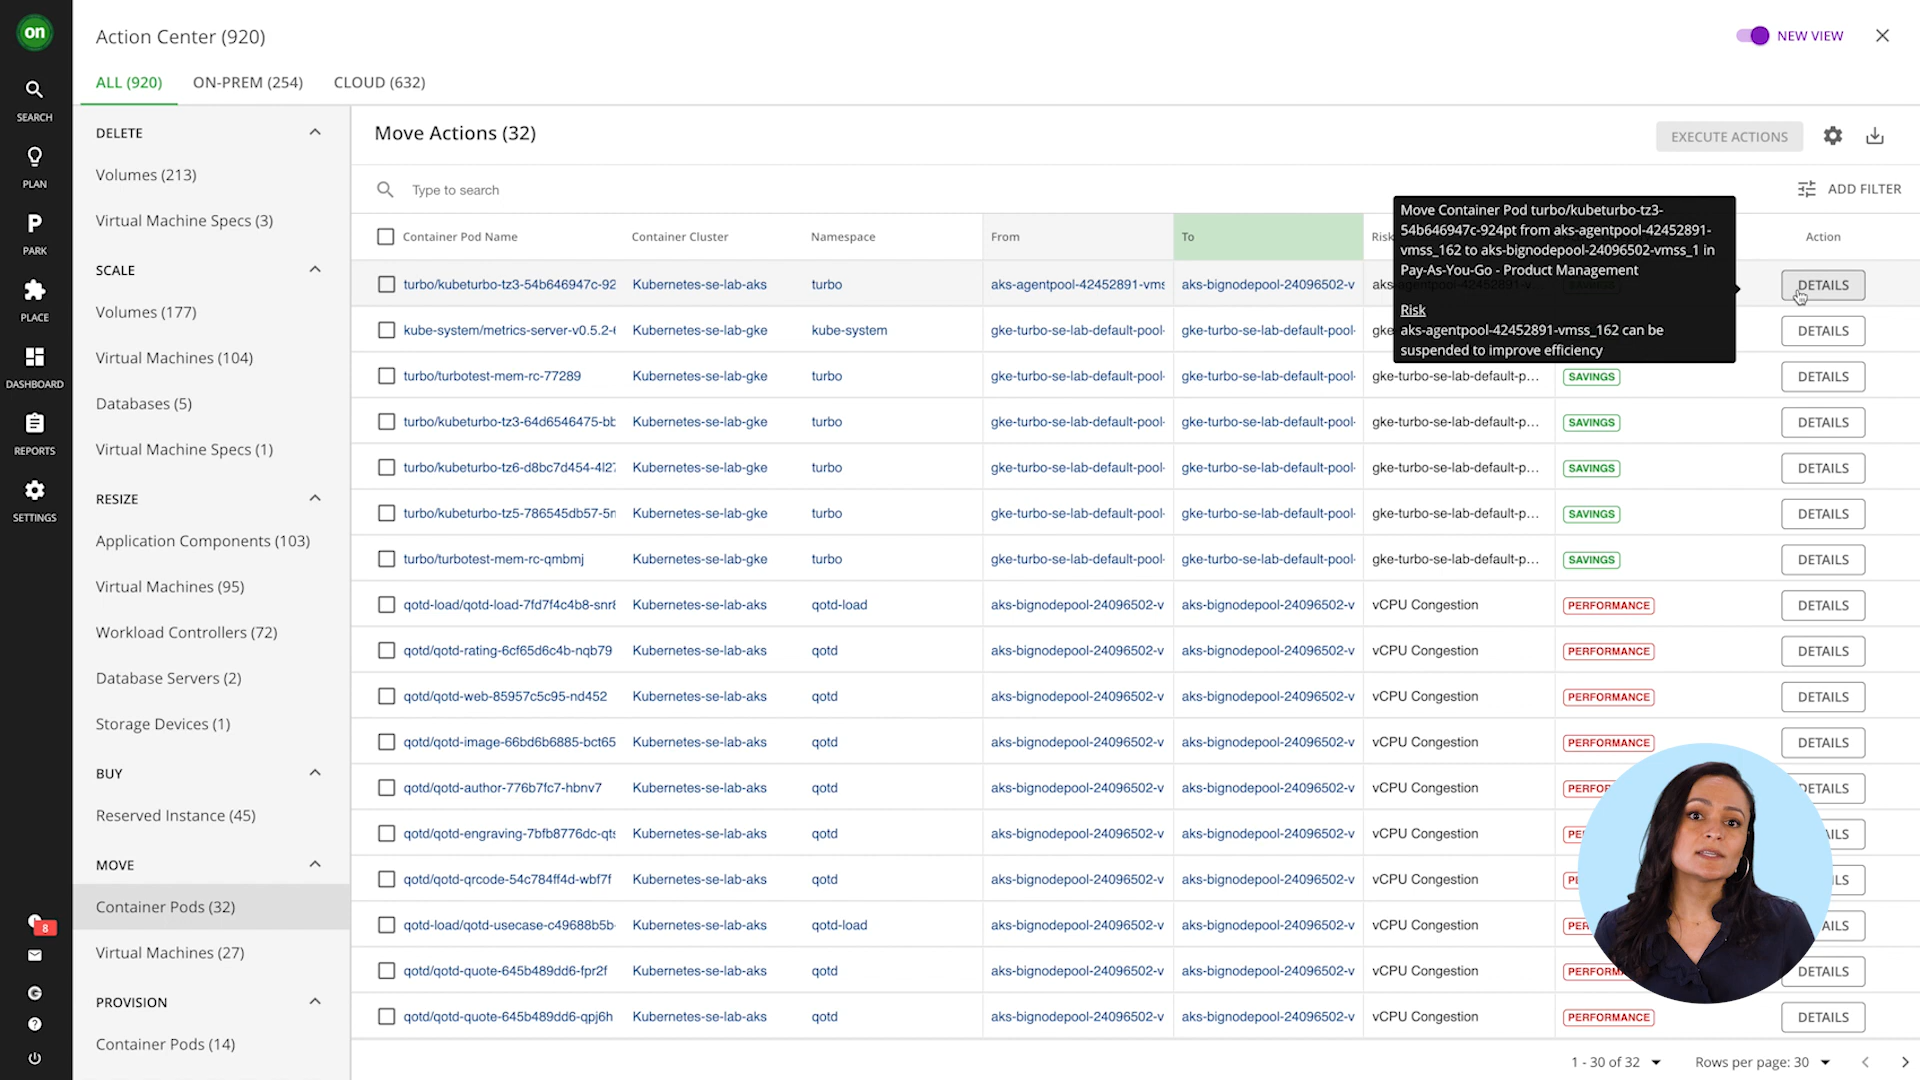 on
SEARCH
PLAN
PARK
PLACE
DASHBOARD
REPORTS
SETTINGS
8
Action Center (920)
NEW VIEW
ALL (920) ON-PREM (254) CLOUD (632)
DELETE
Volumes (213)
Virtual Machine Specs (3)
SCALE
Volumes (177)
Virtual Machines (104)
Databases (5)
Virtual Machine Specs (1)
RESIZE
Application Components (103)
Virtual Machines (95)
Workload Controllers (72)
Database Servers (2)
Storage Devices (1)
BUY
Reserved Instance (45)
MOVE
Container Pods (32)
Virtual Machines (27)
PROVISION
Container Pods (14)
Move Actions (32)
EXECUTE ACTIONS
Type to search
ADD FILTER
Move Container Pod turbo/kubeturbo-tz3-
54b646947c-924pt from aks-agentpool-42452891-
vmss_162 to aks-bignodepool-24096502-vmss_1 in
Pay-As-You-Go - Product Management
Risk
aks-agentpool-42452891-vmss_162 can be
suspended to improve efficiency
Container Pod Name Container Cluster Namespace From To Risk Action
turbo/kubeturbo-tz3-54b646947c-92 Kubernetes-se-lab-aks turbo aks-agentpool-42452891-vms aks-bignodepool-24096502-v aks-agentpool-42452891-v... SAVINGS DETAILS
kube-system/metrics-server-v0.5.2- Kubernetes-se-lab-gke kube-system gke-turbo-se-lab-default-pool- gke-turbo-se-lab-default-pool- gke DETAILS
turbo/turbotest-mem-rc-77289 Kubernetes-se-lab-gke turbo gke-turbo-se-lab-default-pool- gke-turbo-se-lab-default-pool- gke-turbo-se-lab-default-p... SAVINGS DETAILS
turbo/kubeturbo-tz3-64d6546475-bb Kubernetes-se-lab-gke turbo gke-turbo-se-lab-default-pool- gke-turbo-se-lab-default-pool- gke-turbo-se-lab-default-p... SAVINGS DETAILS
turbo/kubeturbo-tz6-d8bc7d454-4l27 Kubernetes-se-lab-gke turbo gke-turbo-se-lab-default-pool- gke-turbo-se-lab-default-pool- gke-turbo-se-lab-default-p... SAVINGS DETAILS
turbo/kubeturbo-tz5-786545db57-5r Kubernetes-se-lab-gke turbo gke-turbo-se-lab-default-pool- gke-turbo-se-lab-default-pool- gke-turbo-se-lab-default-p... SAVINGS DETAILS
turbo/turbotest-mem-rc-qmbmj Kubernetes-se-lab-gke turbo gke-turbo-se-lab-default-pool- gke-turbo-se-lab-default-pool- gke-turbo-se-lab-default-p... SAVINGS DETAILS
qotd-load/qotd-load-7fd7f4c4b8-snr8 Kubernetes-se-lab-aks qotd-load aks-bignodepool-24096502-v aks-bignodepool-24096502-v vCPU Congestion PERFORMANCE DETAILS
qotd/qotd-rating-6cf65d6c4b-nqb79 Kubernetes-se-lab-aks qotd aks-bignodepool-24096502-v aks-bignodepool-24096502-v vCPU Congestion PERFORMANCE DETAILS
qotd/qotd-web-85957c5c95-nd452 Kubernetes-se-lab-aks qotd aks-bignodepool-24096502-v aks-bignodepool-24096502-v vCPU Congestion PERFORMANCE DETAILS
qotd/qotd-image-66bd6b6885-bct65 Kubernetes-se-lab-aks qotd aks-bignodepool-24096502-v aks-bignodepool-24096502-v vCPU Congestion PERFORMANCE DETAILS
qotd/qotd-author-776b7fc7-hbnv7 Kubernetes-se-lab-aks qotd aks-bignodepool-24096502-v aks-bignodepool-24096502-v vCPU Congestion PERFO DETAILS
qotd/qotd-engraving-7bfb8776dc-qts Kubernetes-se-lab-aks qotd aks-bignodepool-24096502-v aks-bignodepool-24096502-v vCPU Congestion PE AILS
qotd/qotd-qrcode-54c784ff4d-wbf7f Kubernetes-se-lab-aks qotd aks-bignodepool-24096502-v aks-bignodepool-24096502-v vCPU Congestion LS
qotd-load/qotd-usecase-c49688b5b- Kubernetes-se-lab-aks qotd-load aks-bignodepool-24096502-v aks-bignodepool-24096502-v vCPU Congestion PER AILS
qotd/qotd-quote-645b489dd6-fpr2f Kubernetes-se-lab-aks qotd aks-bignodepool-24096502-v aks-bignodepool-24096502-v vCPU Congestion PERFORM DETAILS
qotd/qotd-quote-645b489dd6-qpj6h Kubernetes-se-lab-aks qotd aks-bignodepool-24096502-v aks-bignodepool-24096502-v vCPU Congestion PERFORMANCE DETAILS
1 - 30 of 32 Rows per page: 30